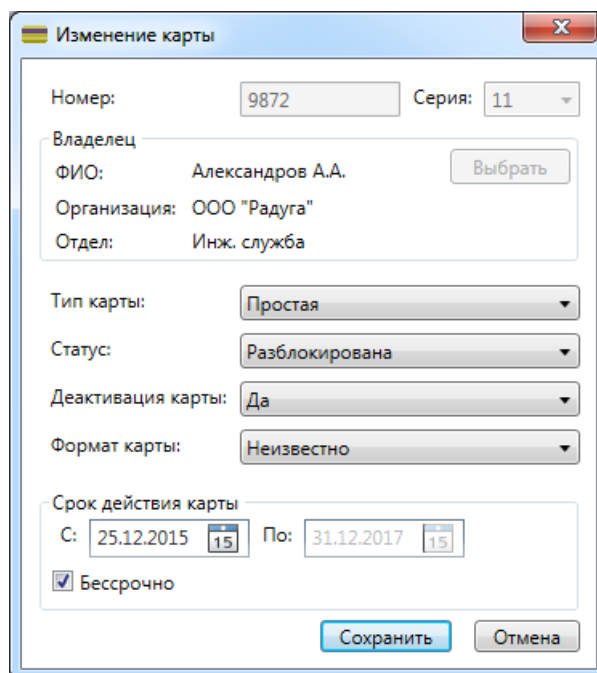 Изменение карты
Номер: 9872 Серия: 11
Владелец
ФИО: Александров А.А. Выбрать
Организация: ООО "Радуга"
Отдел: Инж. служба
Тип карты: Простая
Статус: Разблокирована
Деактивация карты: Да
Формат карты: Неизвестно
Срок действия карты
С: 25.12.2015 15 По: 31.12.2017 15
Бессрочно
Сохранить Отмена